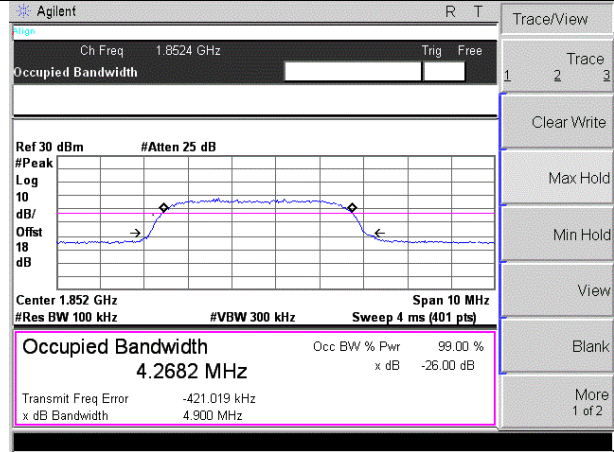 Agilent R T
Align
Ch Freq 1.8524 GHz Trig Free
Occupied Bandwidth
Ref 30 dBm #Atten 25 dB
#Peak
Log
10
dB/
Offst
18
dB
Center 1.852 GHz Span 10 MHz
#Res BW 100 kHz #VBW 300 kHz Sweep 4 ms (401 pts)
Occupied Bandwidth Occ BW % Pwr 99.00 %
4.2682 MHz x dB -26.00 dB
Transmit Freq Error -421.019 kHz
x dB Bandwidth 4.900 MHz
Trace/View
Trace
1 2 3
Clear Write
Max Hold
Min Hold
View
Blank
More
1 of 2